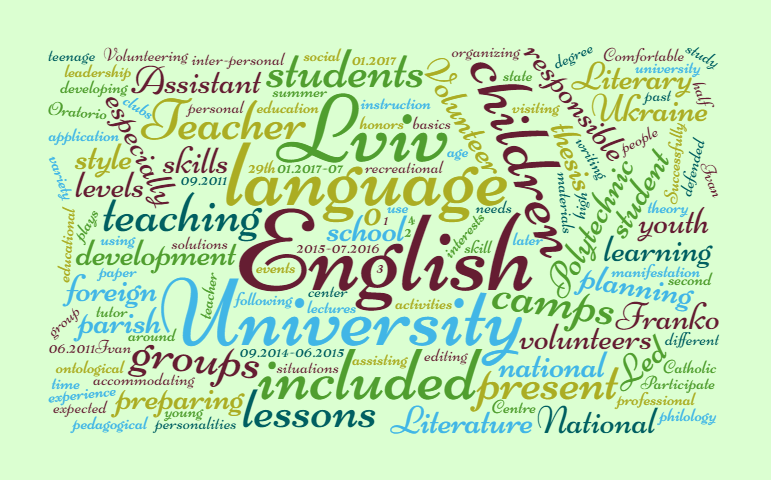 teenage Volunteering inter-personal social 01.2017 organizing degree Comfortable study
leadership Assistant students Volunteer state responsible Literary university half
developing clubs summer children past
Oratorio especially Teacher personal education Lviv instruction visiting Ukraine
application honors basics thesis writing people Successfully defended Ivan
variety style skills 29th 01.2017-07 recreational age
levels 09.2011 language materials high Polytechnic student
educational plays teaching 01 use 4 needs theory youth
using solutions English school 2 1 interests skill later learning
development 2015-07.2016 events 3
paper foreign teacher following center lectures activities camps planning manifestation second
group tutor parish around University volunteers Franko different
06.2011 Ivan groups 09.2014-06.2015 assisting editing national Led Catholic
ontological accommodating situations included present Participate
time experience expected preparing young lessons Centre professional
pedagogical personalities Literature National philology